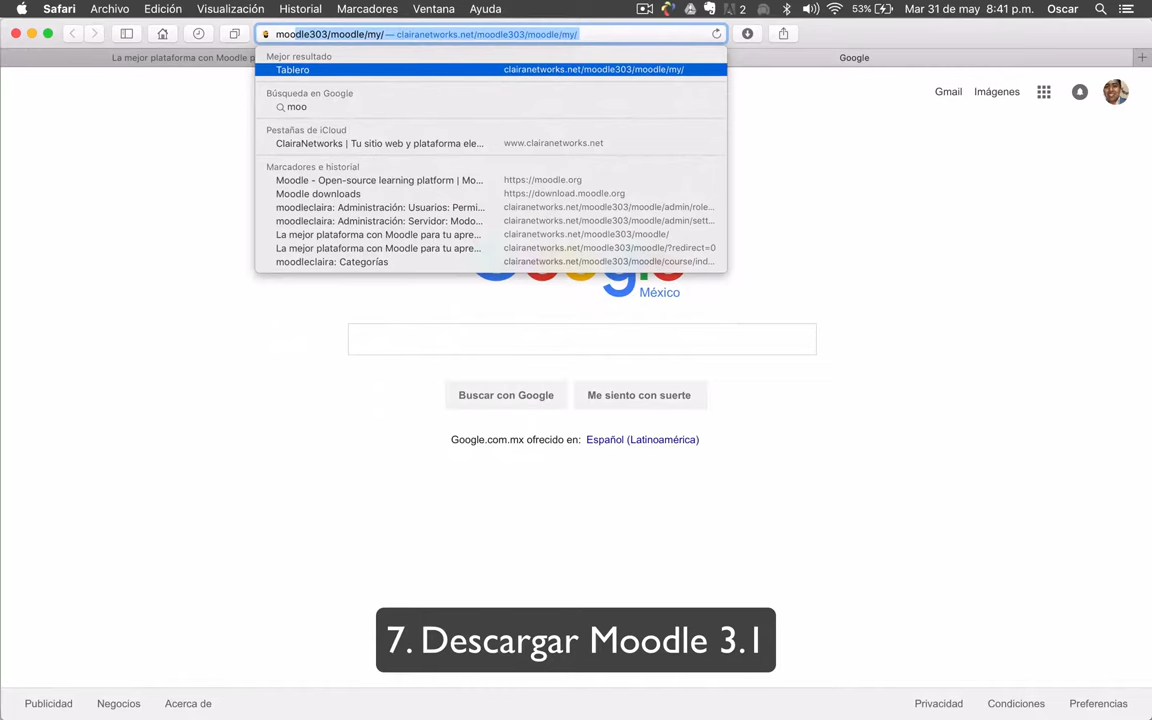 Safari Archivo Edición Visualización Historial Marcadores Ventana Ayuda 2 53% Mar 31 de may 8:41 p.m. Oscar
moodle303/moodle/my/ — clairanetworks.net/moodle303/moodle/my/
La mejor plataforma con Moodle p
Google
Mejor resultado
Tablero clairanetworks.net/moodle303/moodle/my/
Búsqueda en Google
moo
Pestañas de iCloud
ClairaNetworks | Tu sitio web y plataforma ele... www.clairanetworks.net
Marcadores e historial
Moodle - Open-source learning platform | Mo... https://moodle.org
Moodle downloads https://download.moodle.org
moodleclaira: Administración: Usuarios: Permi... clairanetworks.net/moodle303/moodle/admin/role...
moodleclaira: Administración: Servidor: Modo... clairanetworks.net/moodle303/moodle/admin/sett...
La mejor plataforma con Moodle para tu apre... clairanetworks.net/moodle303/moodle/
La mejor plataforma con Moodle para tu apre... clairanetworks.net/moodle303/moodle/?redirect=0
moodleclaira: Categorías clairanetworks.net/moodle303/moodle/course/ind...
Gmail Imágenes
México
Buscar con Google Me siento con suerte
Google.com.mx ofrecido en: Español (Latinoamérica)
7. Descargar Moodle 3.1
Publicidad Negocios Acerca de Privacidad Condiciones Preferencias